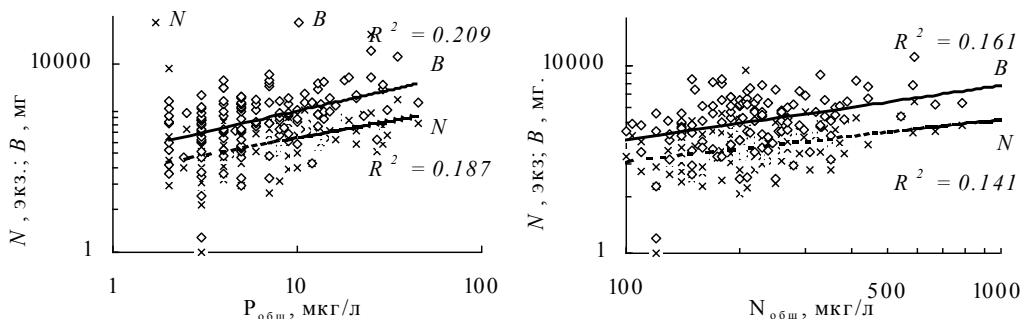 N B
R² = 0.209
10000
B
N
R² = 0.187
1
1 10 100
N, экз.; B, мг
Pобщ, мкг/л
R² = 0.161
10000
B
N
R² = 0.141
1
100 500 1000
N, экз; B, мг.
Nобщ, мкг/л